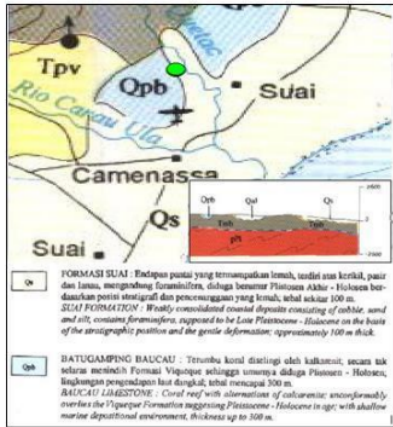 Tpv
Qpb
Suai
Rio Carau Ula
Camenassa
Qs
Suai
Qpb
Qs
FORMASI SUAI : Endapan pantai yang termampatkan lemah, terdiri atas kerikil, pasir
dan lanau, mengandung foraminifera, diduga berumur Plistosen Akhir - Holosen ber-
dasarkan posisi stratigrafi dan pencenanggaan yang lemah, tebal sekitar 100 m.
SUAI FORMATION : Weakly consolidated coastal deposits consisting of cobble, sand
and silt, contains foraminifera, supposed to be Late Pleistocene - Holocene on the basis
of the stratigraphic position and the gentle deformation; approximately 100 m thick.
Qs
BATUGAMPING BAUCAU : Terumbu koral diselingi oleh kalkarenit, secara tak
selaras menindih Formasi Viqueque sehingga umurnya diduga Plistosen - Holosen;
lingkungan pengendapan laut dangkal; tebal mencapai 300 m.
Qpb
BAUCAU LIMESTONE : Coral reef with alternations of calcarenite; unconformably
overlies the Viqueque Formation suggesting Pleistocene - Holocene in age; with shallow
marine depositional environment, thickness up to 300 m.